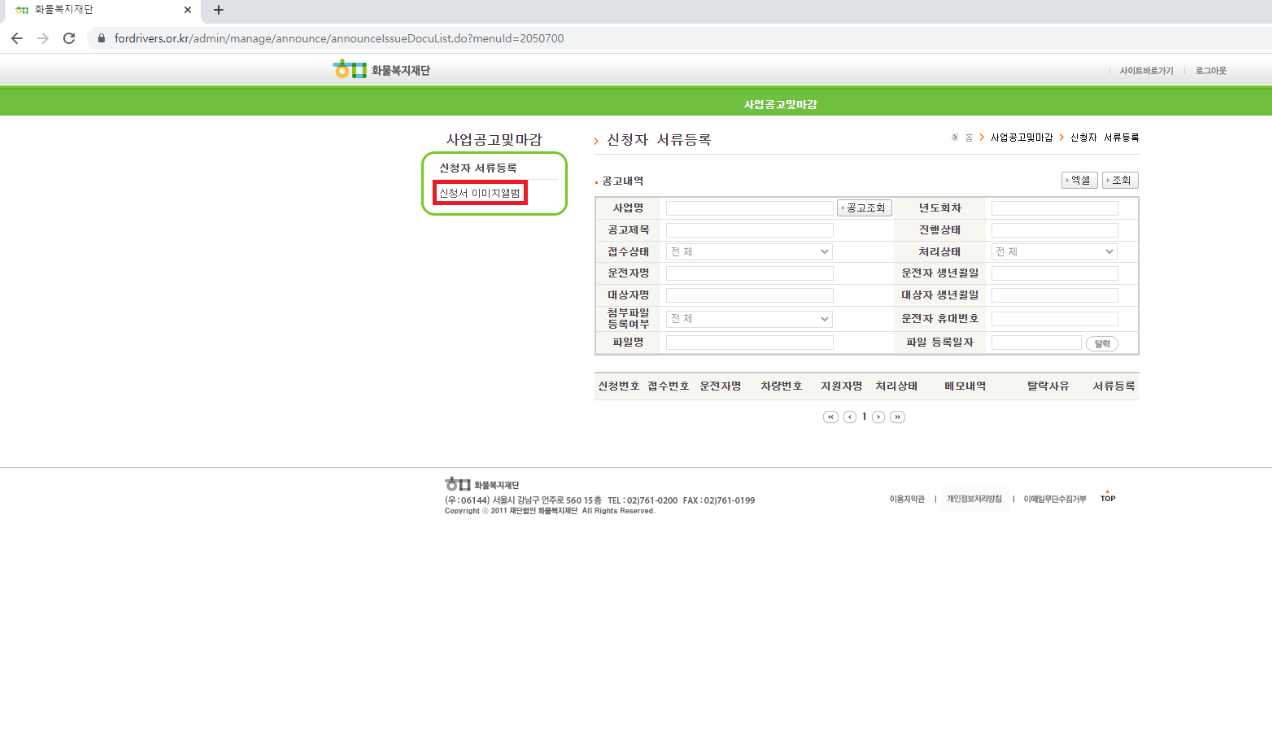 화물복지재단
fordrivers.or.kr/admin/manage/announce/announceIssueDocuList.do?menuId=2050700
화물복지재단
사이트바로가기 | 로그아웃
사업공고및마감
사업공고및마감
신청자 서류등록
신청서 이미지앨범
신청자 서류등록
홈 > 사업공고및마감 > 신청자 서류등록
공고내역
엑셀 조회
사업명 공고조회 년도회차
공고제목 진행상태
접수상태 전체 처리상태 전체
운전자명 운전자 생년월일
대상자명 대상자 생년월일
첨부파일 등록여부 전체 운전자 휴대번호
파일명 파일 등록일자 달력
신청번호 접수번호 운전자명 차량번호 지원자명 처리상태 메모내역 탈락사유 서류등록
« ‹ 1 › »
화물복지재단
(우:06144) 서울시 강남구 언주로 560 15층 TEL : 02)761-0200 FAX : 02)761-0199
Copyright ⓒ 2011 재단법인 화물복지재단 All Rights Reserved.
이용자약관 | 개인정보처리방침 | 이메일무단수집거부 TOP